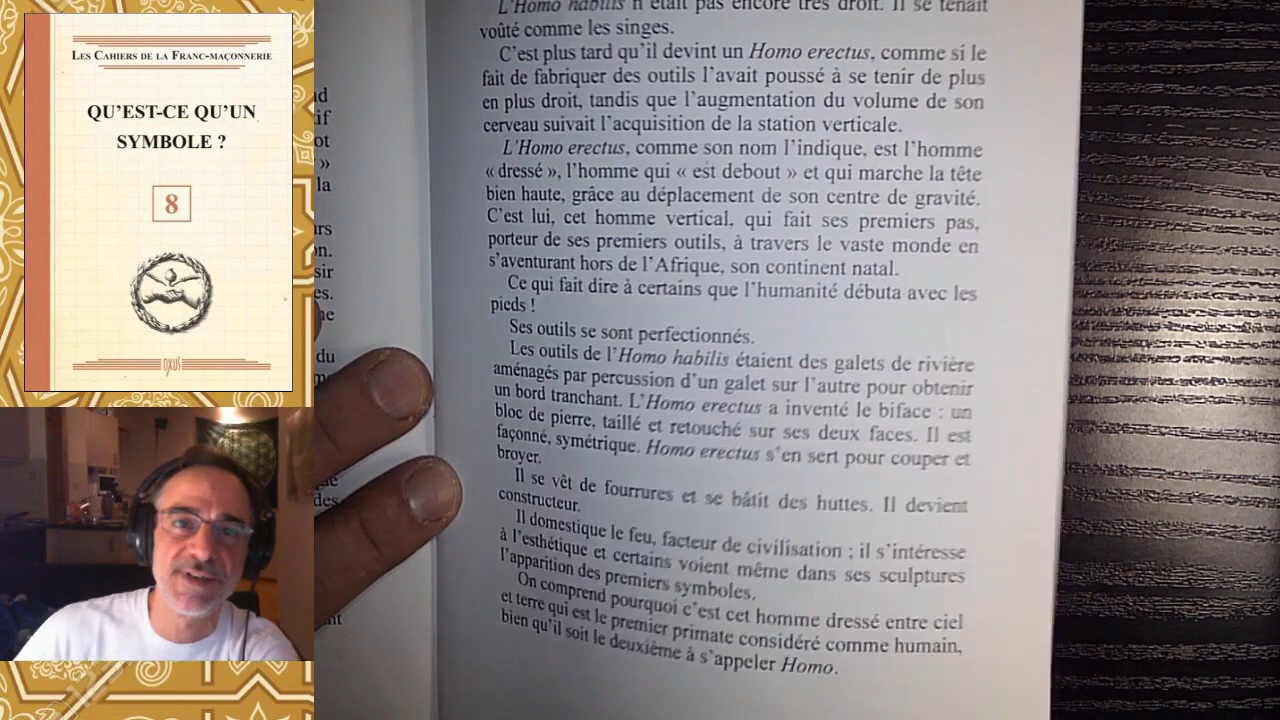 LES CAHIERS DE LA FRANC-MAÇONNERIE
QU'EST-CE QU'UN
SYMBOLE ?
8
OXUS
L'Homo habilis n'était pas encore très droit. Il se tenait
voûté comme les singes.
C'est plus tard qu'il devint un Homo erectus, comme si le
fait de fabriquer des outils l'avait poussé à se tenir de plus
en plus droit, tandis que l'augmentation du volume de son
cerveau suivait l'acquisition de la station verticale.
L'Homo erectus, comme son nom l'indique, est l'homme
« dressé », l'homme qui « est debout » et qui marche la tête
bien haute, grâce au déplacement de son centre de gravité.
C'est lui, cet homme vertical, qui fait ses premiers pas,
porteur de ses premiers outils, à travers le vaste monde en
s'aventurant hors de l'Afrique, son continent natal.
Ce qui fait dire à certains que l'humanité débuta avec les
pieds !
Ses outils se sont perfectionnés.
Les outils de l'Homo habilis étaient des galets de rivière
aménagés par percussion d'un galet sur l'autre pour obtenir
un bord tranchant. L'Homo erectus a inventé le biface : un
bloc de pierre, taillé et retouché sur ses deux faces. Il est
façonné, symétrique. Homo erectus s'en sert pour couper et
broyer.
Il se vêt de fourrures et se bâtit des huttes. Il devient
constructeur.
Il domestique le feu, facteur de civilisation ; il s'intéresse
à l'esthétique et certains voient même dans ses sculptures
l'apparition des premiers symboles.
On comprend pourquoi c'est cet homme dressé entre ciel
et terre qui est le premier primate considéré comme humain,
bien qu'il soit le deuxième à s'appeler Homo.